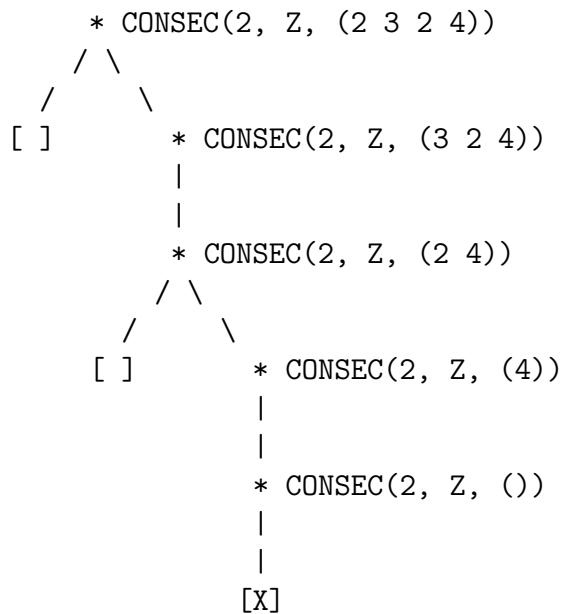 * CONSEC(2, Z, (2 3 2 4))
/ \
/ \
[ ] * CONSEC(2, Z, (3 2 4))
|
|
* CONSEC(2, Z, (2 4))
/ \
/ \
[ ] * CONSEC(2, Z, (4))
|
|
* CONSEC(2, Z, ())
|
|
[X]